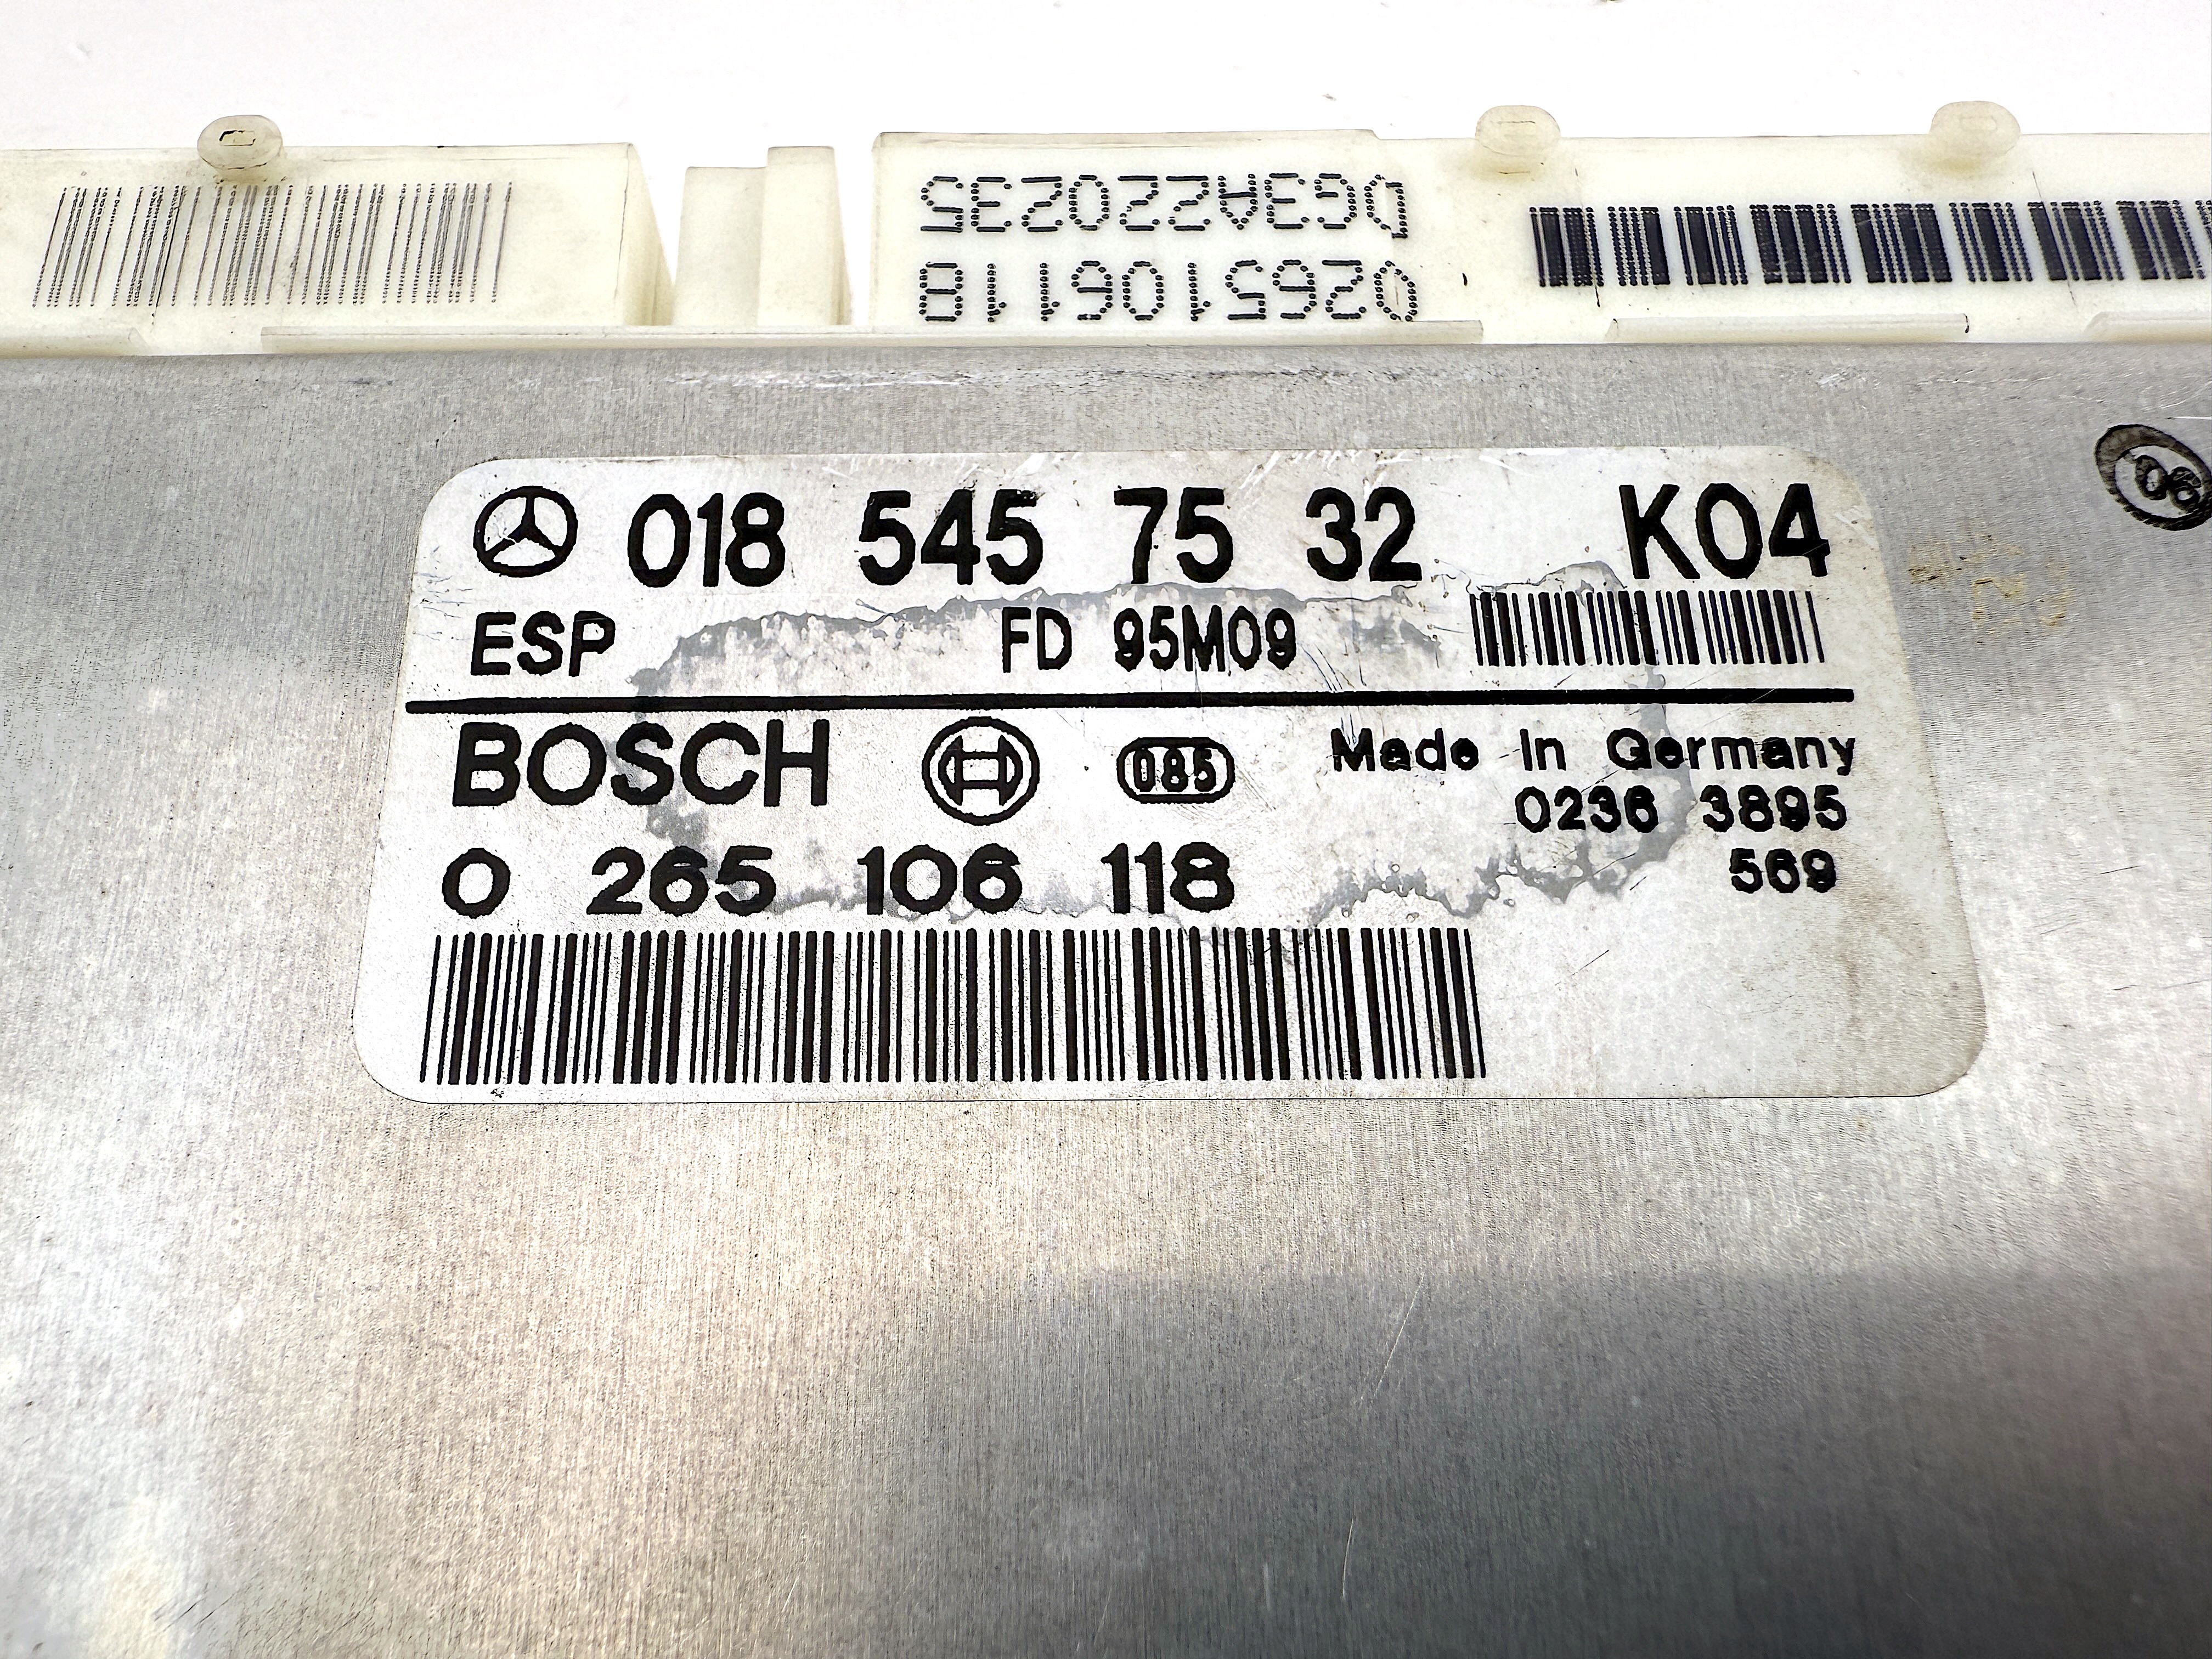 DG3A220235
0265106118
018 545 75 32 K04
ESP FD 95M09
BOSCH 085 Made In Germany
0236 3895
0 265 106 118 569